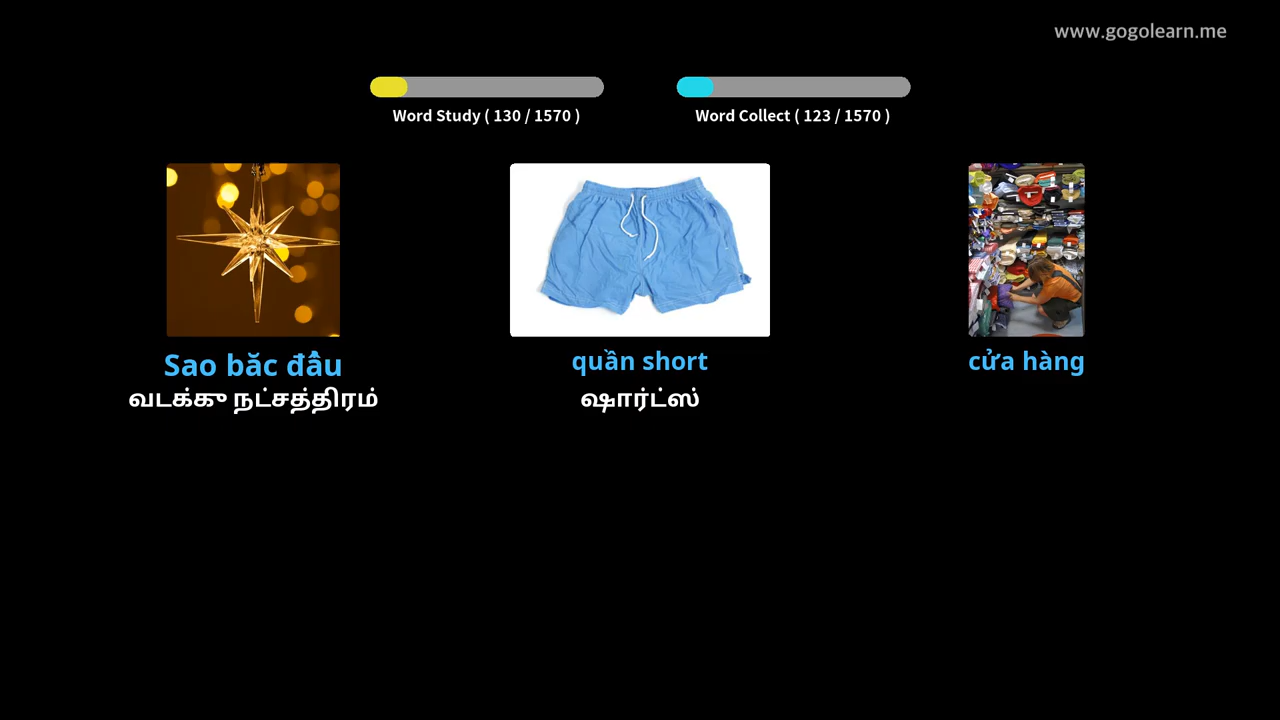 www.gogolearn.me
Word Study ( 130 / 1570 )
Word Collect ( 123 / 1570 )
Sao băc đẩu
வடக்கு நட்சத்திரம்
quần short
ஷார்ட்ஸ்
cửa hàng